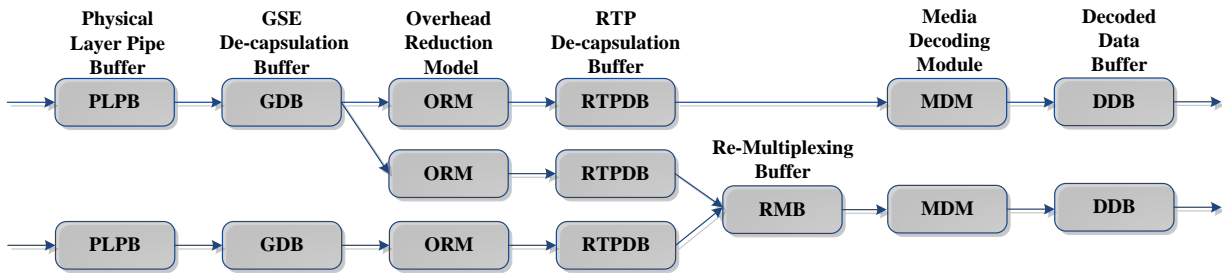 Physical
Layer Pipe
Buffer
GSE
De-capsulation
Buffer
Overhead
Reduction
Model
RTP
De-capsulation
Buffer
Media
Decoding
Module
Decoded
Data
Buffer
PLPB
GDB
ORM
RTPDB
MDM
DDB
Re-Multiplexing
Buffer
ORM
RTPDB
RMB
MDM
DDB
PLPB
GDB
ORM
RTPDB